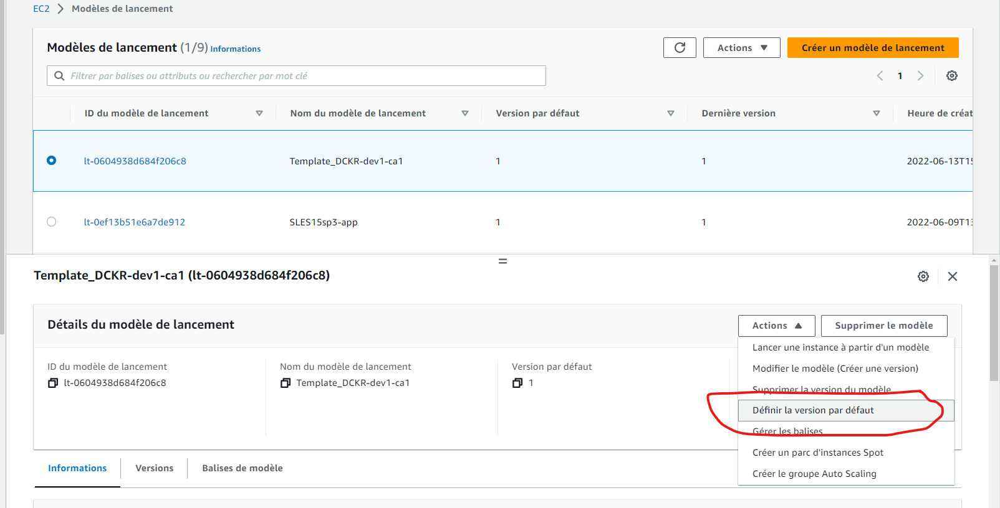 EC2 > Modèles de lancement
Modèles de lancement (1/9) Informations
Actions
Créer un modèle de lancement
Filtrer par balises ou attributs ou rechercher par mot clé
1
ID du modèle de lancement
Nom du modèle de lancement
Version par défaut
Dernière version
Heure de créat
lt-0604938d684f206c8
Template_DCKR-dev1-ca1
1
1
2022-06-13T15
lt-0ef13b51e6a7de912
SLES15sp3-app
1
1
2022-06-09T13
Template_DCKR-dev1-ca1 (lt-0604938d684f206c8)
Détails du modèle de lancement
Actions
Supprimer le modèle
Lancer une instance à partir d'un modèle
Modifier le modèle (Créer une version)
Supprimer la version du modèle
Définir la version par défaut
Gérer les balises
Créer un parc d'instances Spot
Créer le groupe Auto Scaling
ID du modèle de lancement
lt-0604938d684f206c8
Nom du modèle de lancement
Template_DCKR-dev1-ca1
Version par défaut
1
Informations
Versions
Balises de modèle